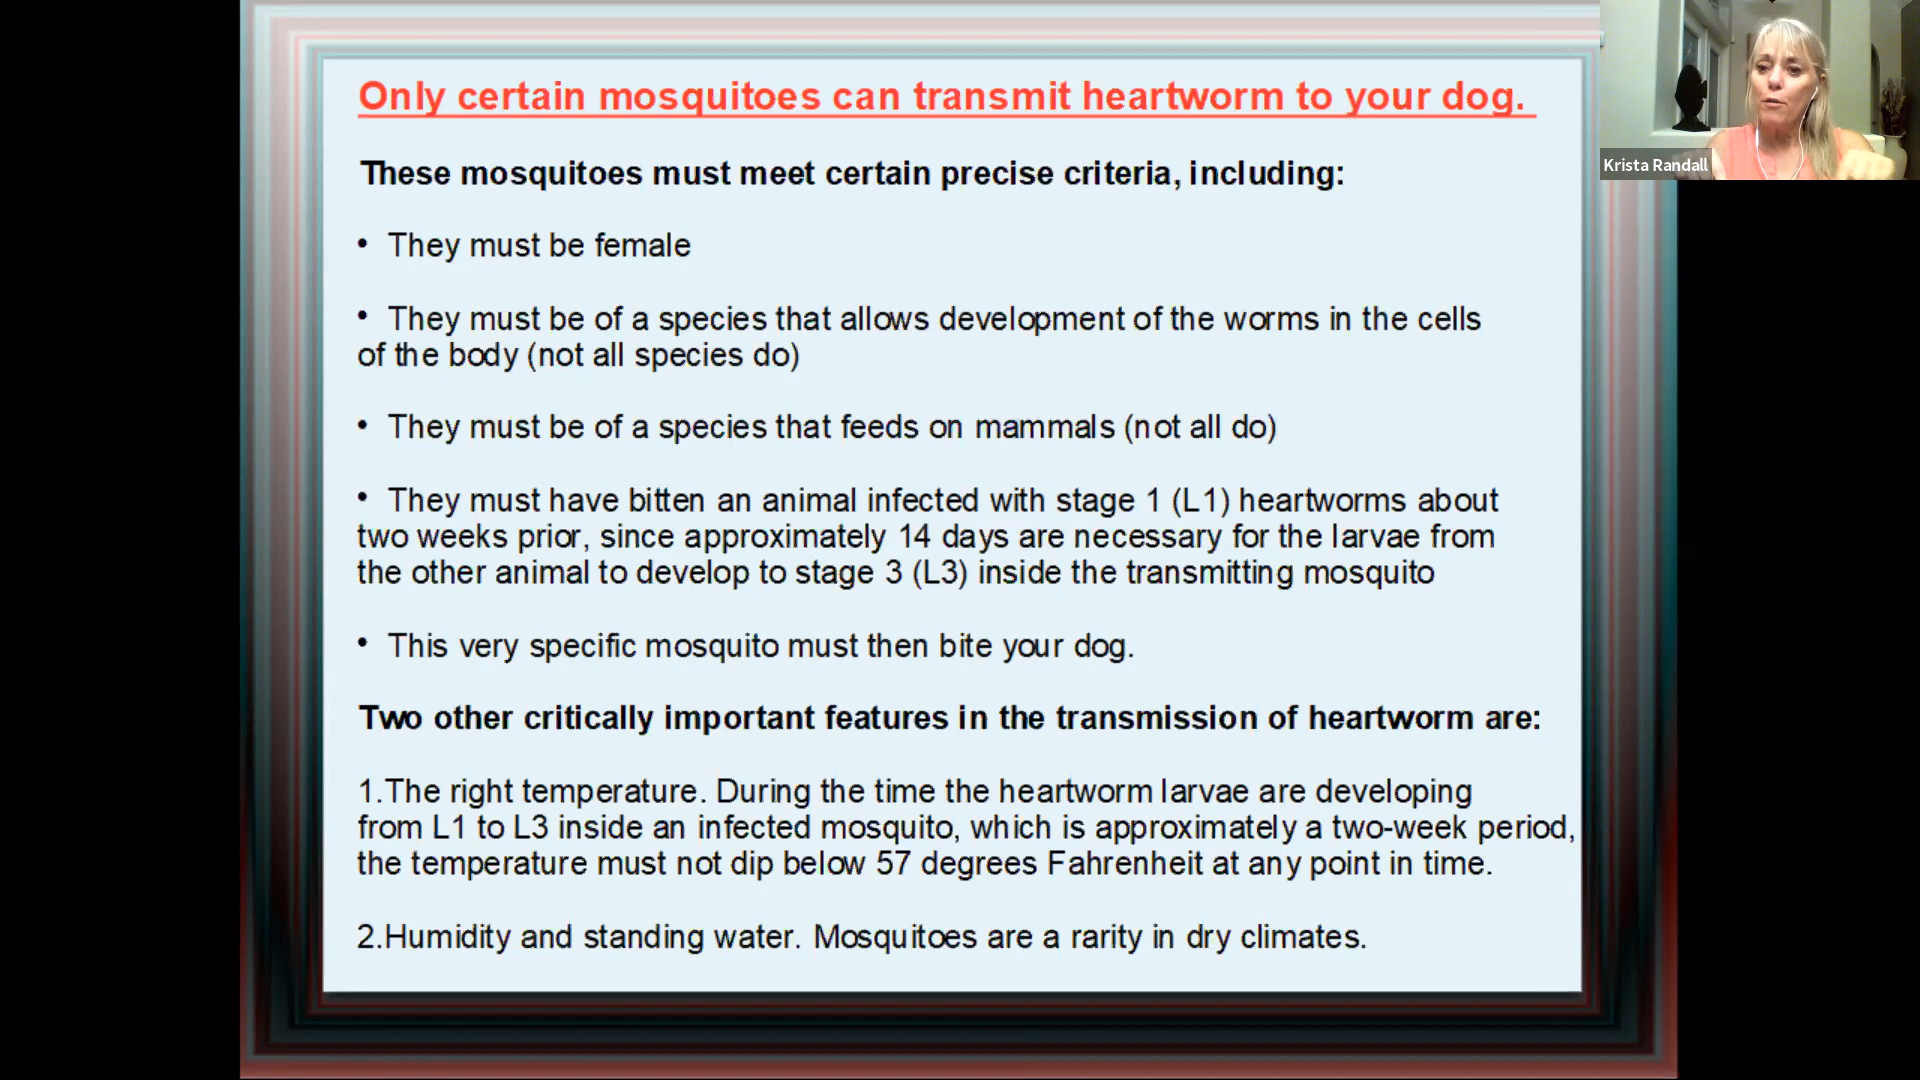 Only certain mosquitoes can transmit heartworm to your dog.
Krista Randall
These mosquitoes must meet certain precise criteria, including:
• They must be female
• They must be of a species that allows development of the worms in the cells
of the body (not all species do)
• They must be of a species that feeds on mammals (not all do)
• They must have bitten an animal infected with stage 1 (L1) heartworms about
two weeks prior, since approximately 14 days are necessary for the larvae from
the other animal to develop to stage 3 (L3) inside the transmitting mosquito
• This very specific mosquito must then bite your dog.
Two other critically important features in the transmission of heartworm are:
1.The right temperature. During the time the heartworm larvae are developing
from L1 to L3 inside an infected mosquito, which is approximately a two-week period,
the temperature must not dip below 57 degrees Fahrenheit at any point in time.
2.Humidity and standing water. Mosquitoes are a rarity in dry climates.